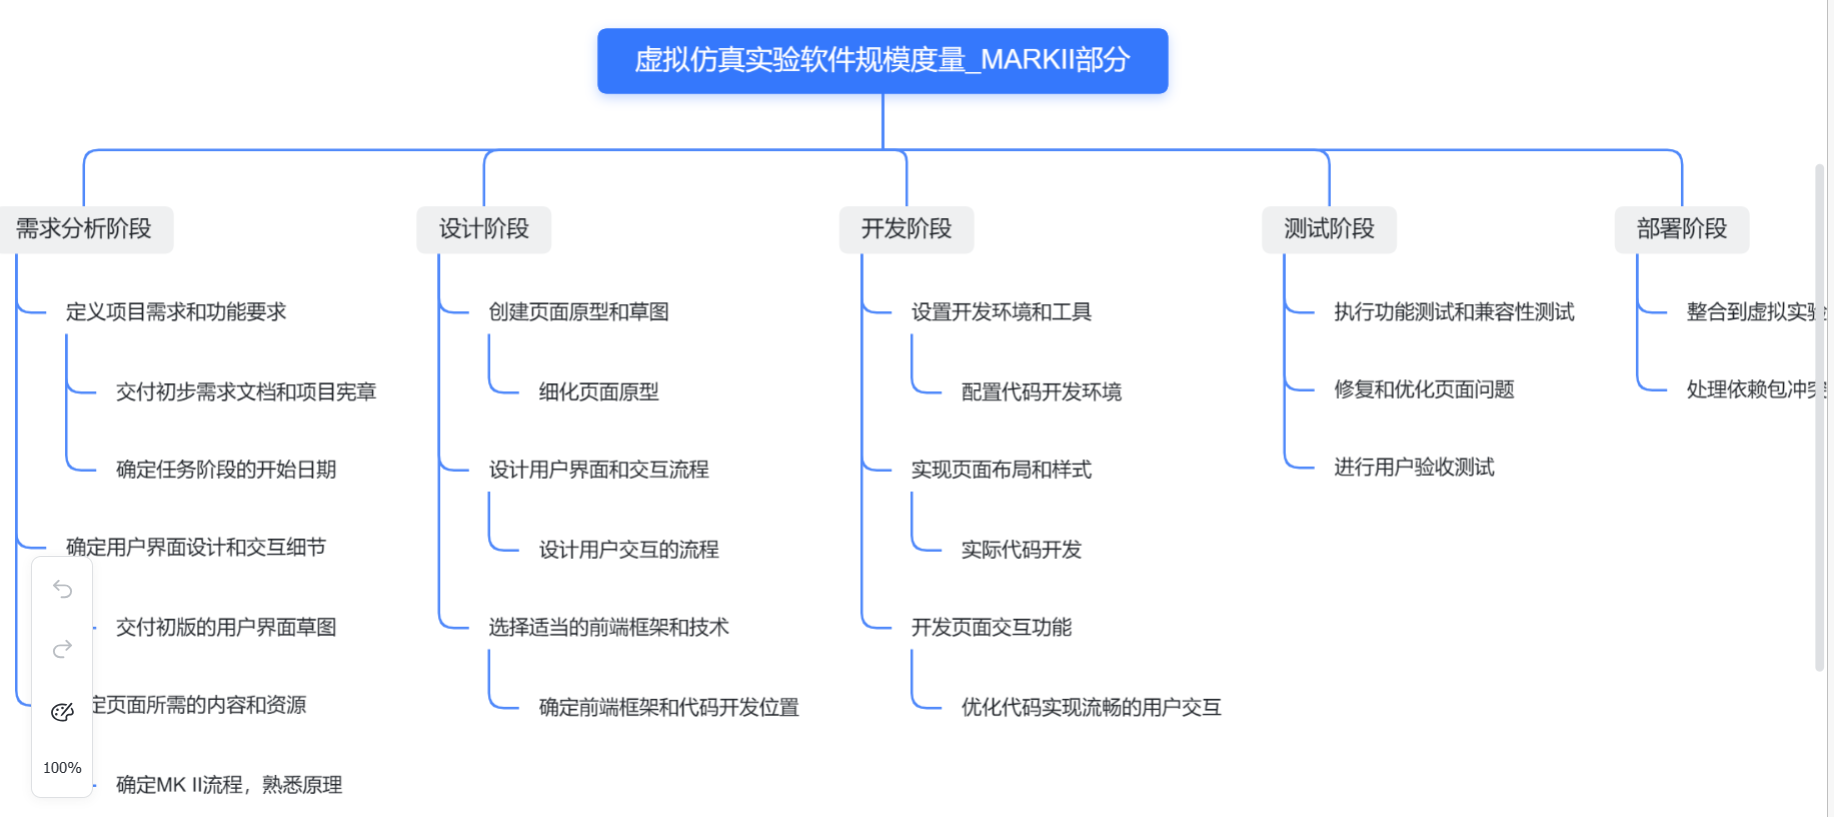 虚拟仿真实验软件规模度量_MARKII部分
需求分析阶段
定义项目需求和功能要求
交付初步需求文档和项目宪章
确定任务阶段的开始日期
确定用户界面设计和交互细节
交付初版的用户界面草图
定页面所需的内容和资源
确定MK II流程，熟悉原理
设计阶段
创建页面原型和草图
细化页面原型
设计用户界面和交互流程
设计用户交互的流程
选择适当的前端框架和技术
确定前端框架和代码开发位置
开发阶段
设置开发环境和工具
配置代码开发环境
实现页面布局和样式
实际代码开发
开发页面交互功能
优化代码实现流畅的用户交互
测试阶段
执行功能测试和兼容性测试
修复和优化页面问题
进行用户验收测试
部署阶段
整合到虚拟实验
处理依赖包冲突
100%